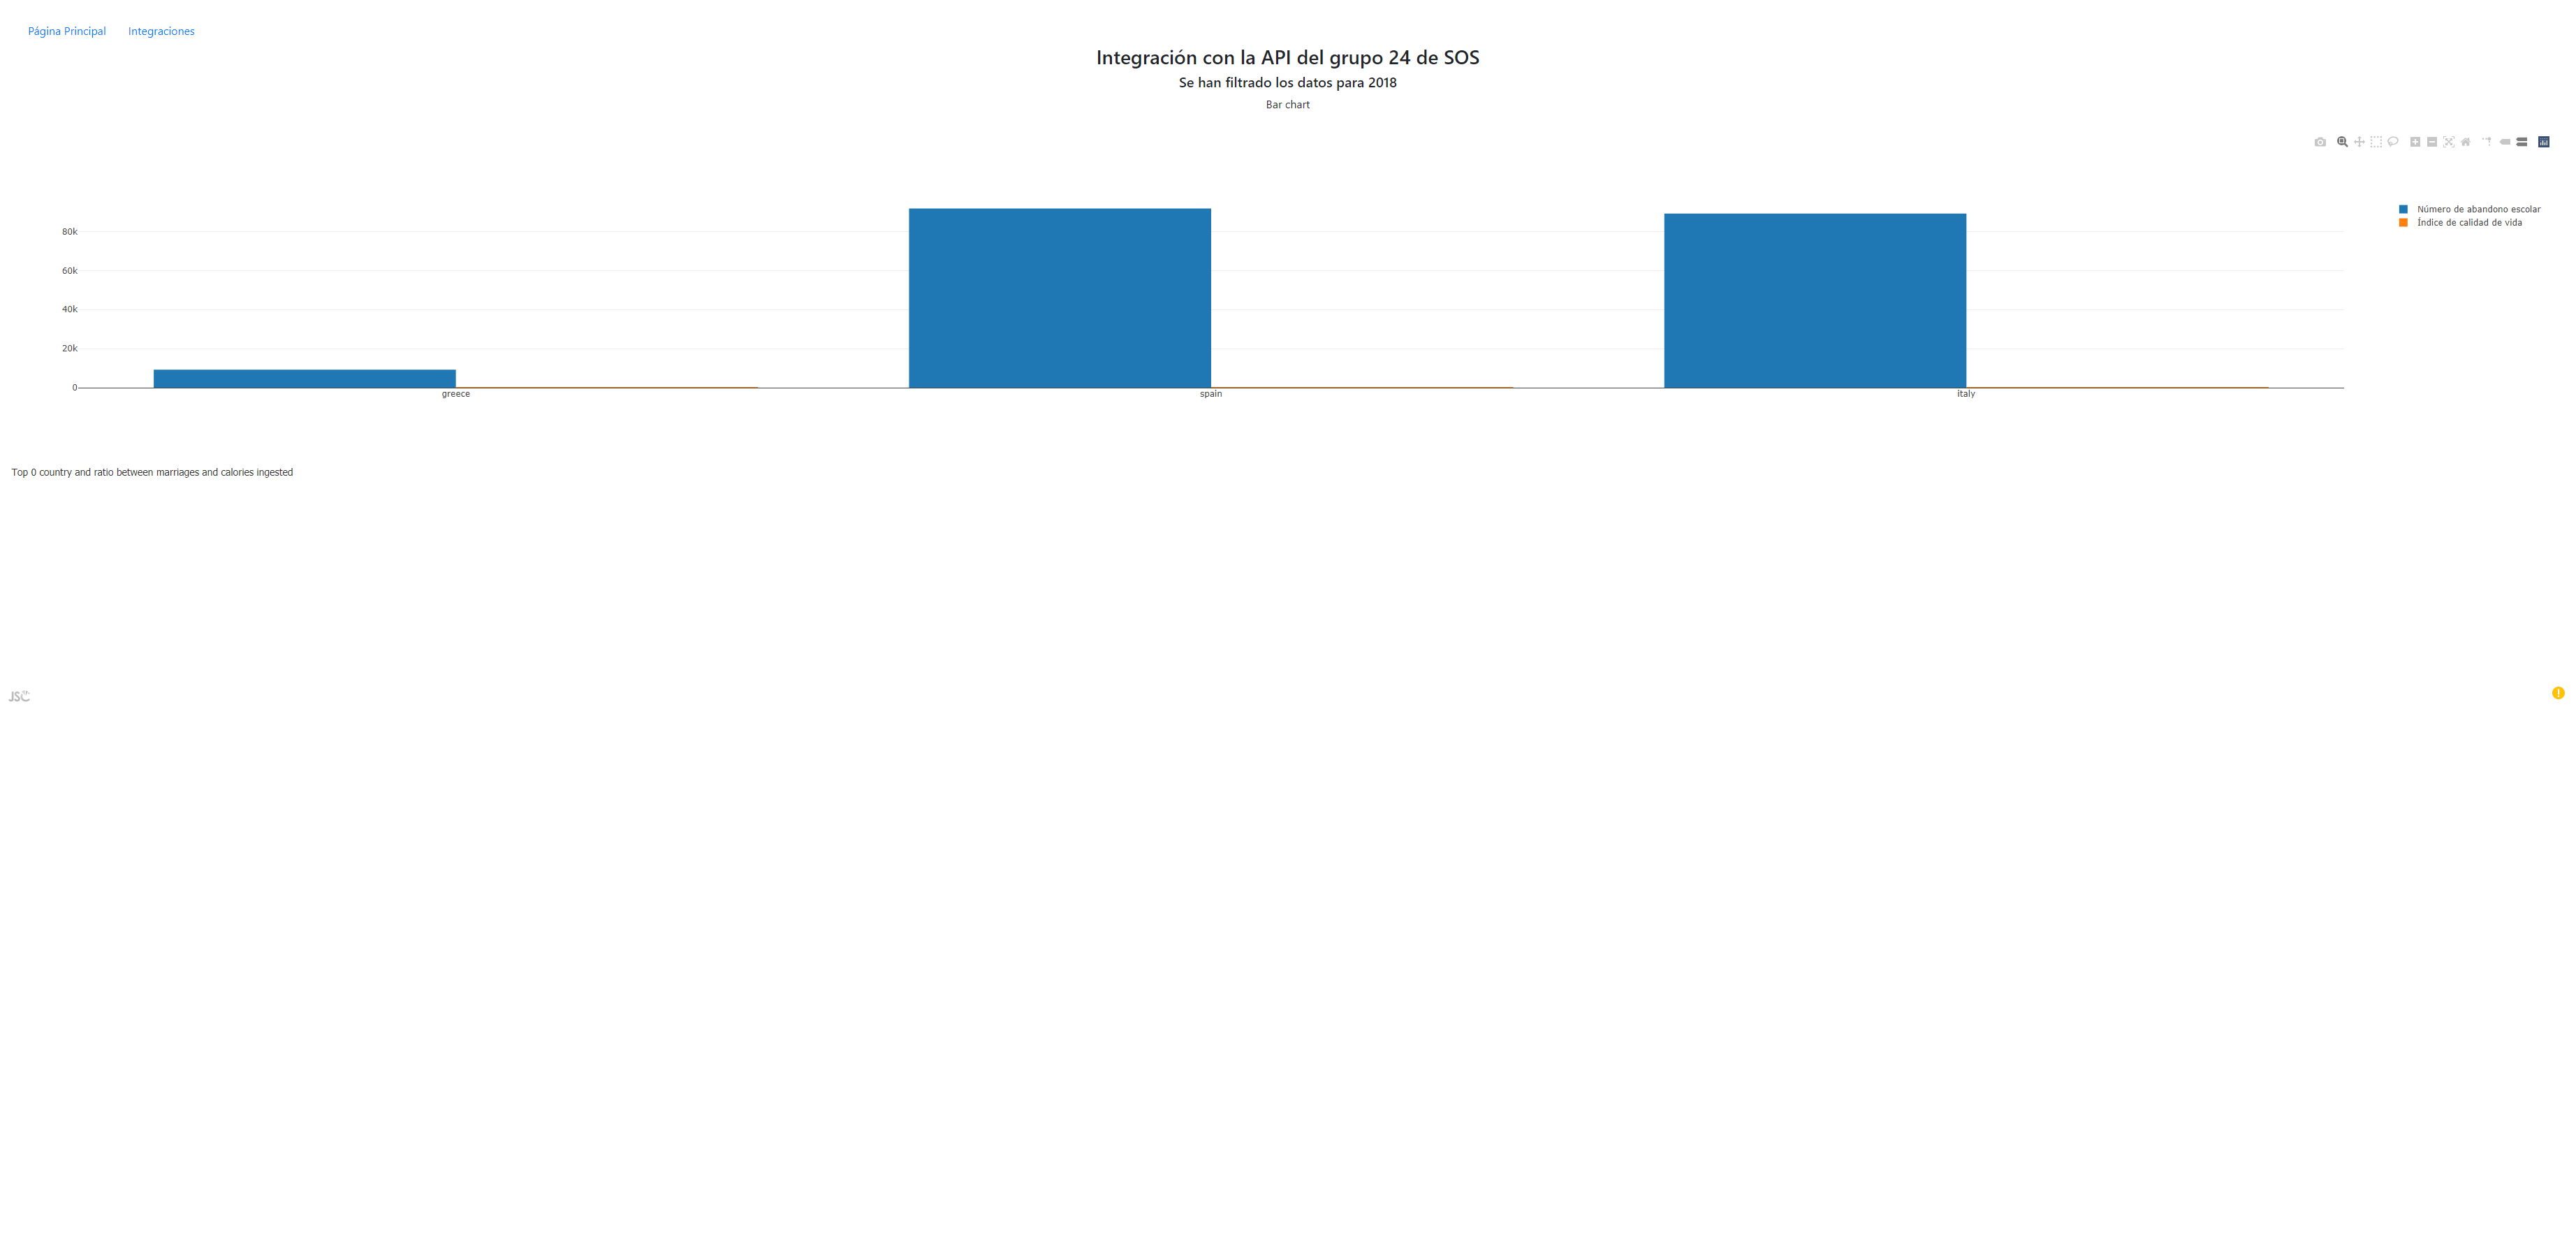 Página Principal Integraciones
Integración con la API del grupo 24 de SOS
Se han filtrado los datos para 2018
Bar chart
Número de abandono escolar
Índice de calidad de vida
80k
60k
40k
20k
0
greece spain italy
Top 0 country and ratio between marriages and calories ingested
JSC